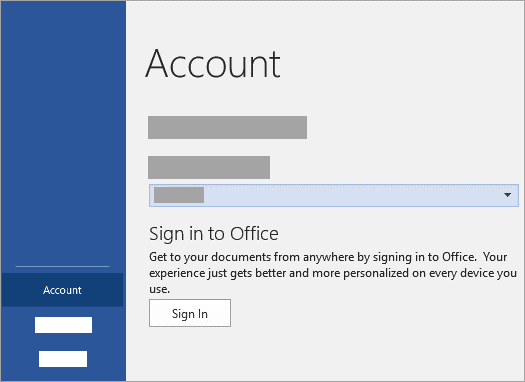 Account
Sign in to Office
Get to your documents from anywhere by signing in to Office.  Your
experience just gets better and more personalized on every device you
use.
Account
Sign In